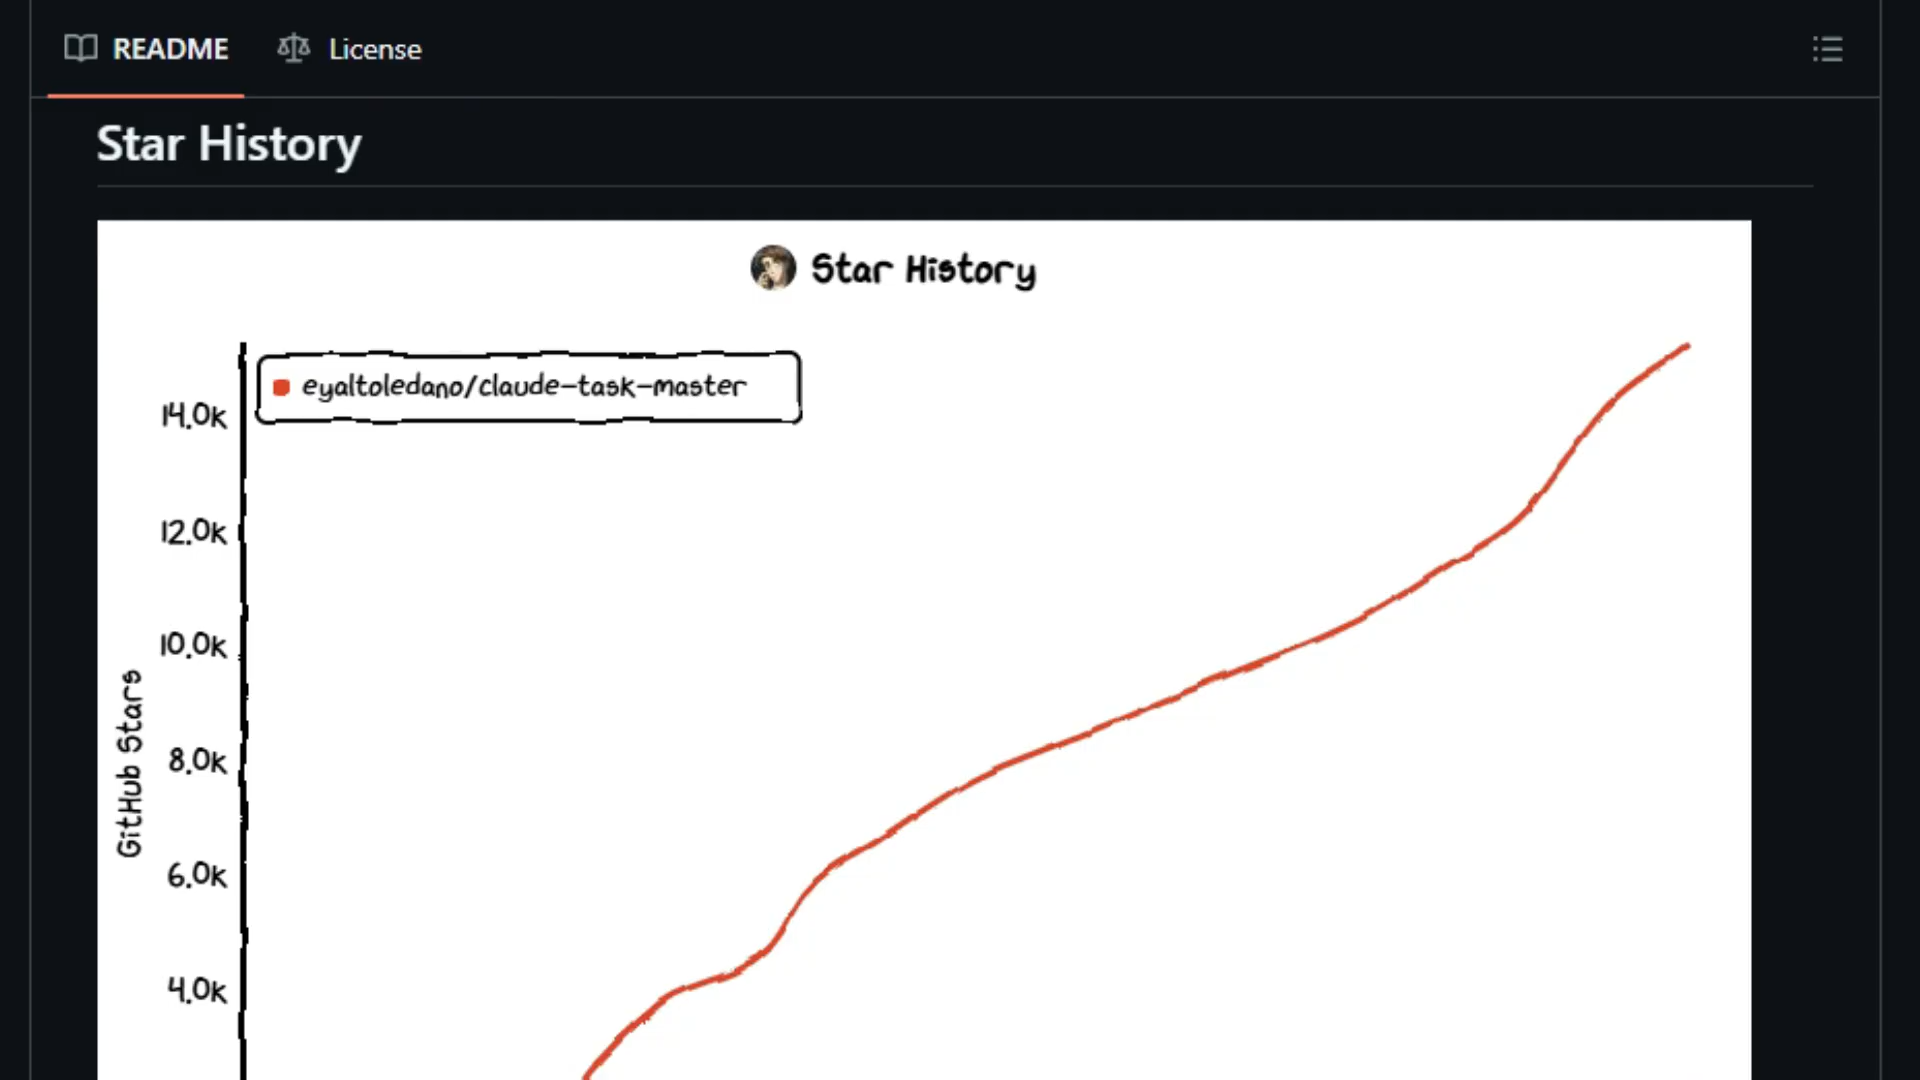 README
License
Star History
Star History
eyaltoledano/claude-task-master
14.0k
12.0k
10.0k
8.0k
6.0k
4.0k
GitHub Stars